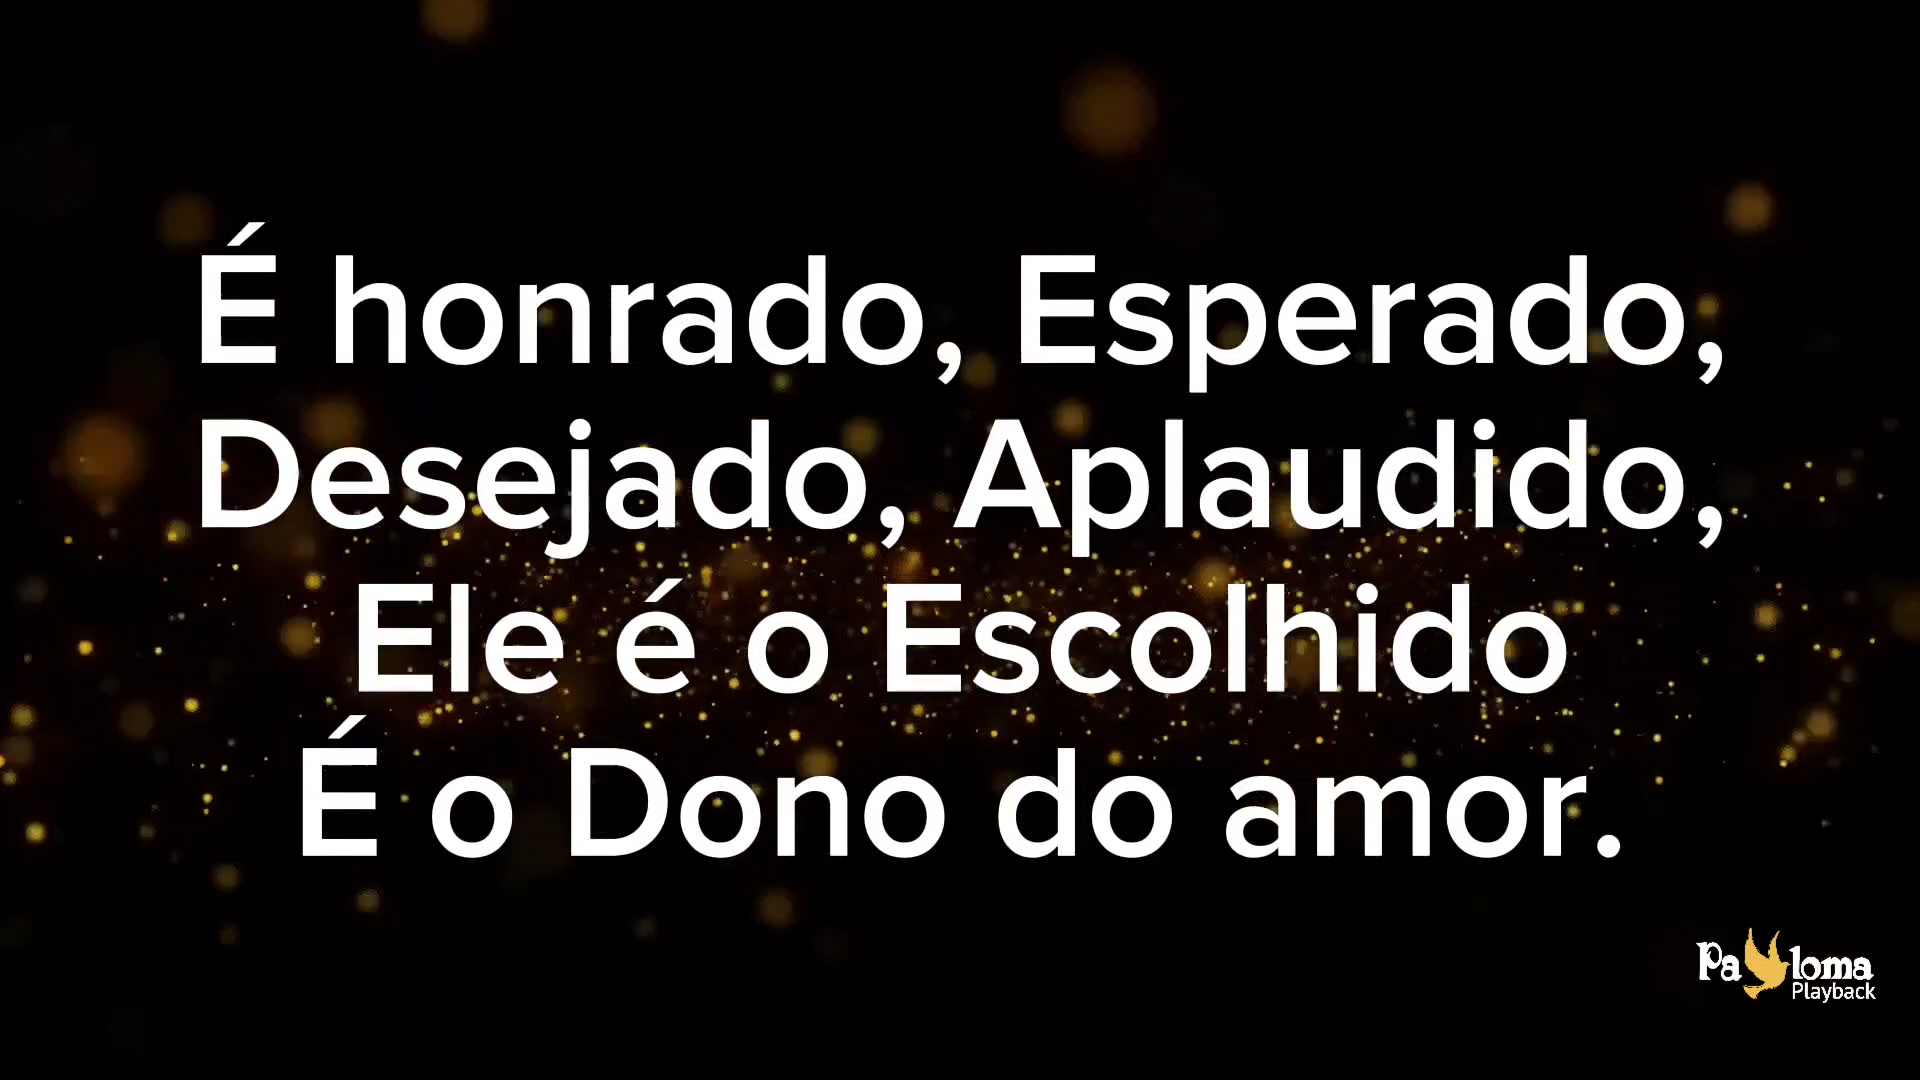 É honrado, Esperado,
Desejado, Aplaudido,
Ele é o Escolhido
É o Dono do amor.
Paloma
Playback